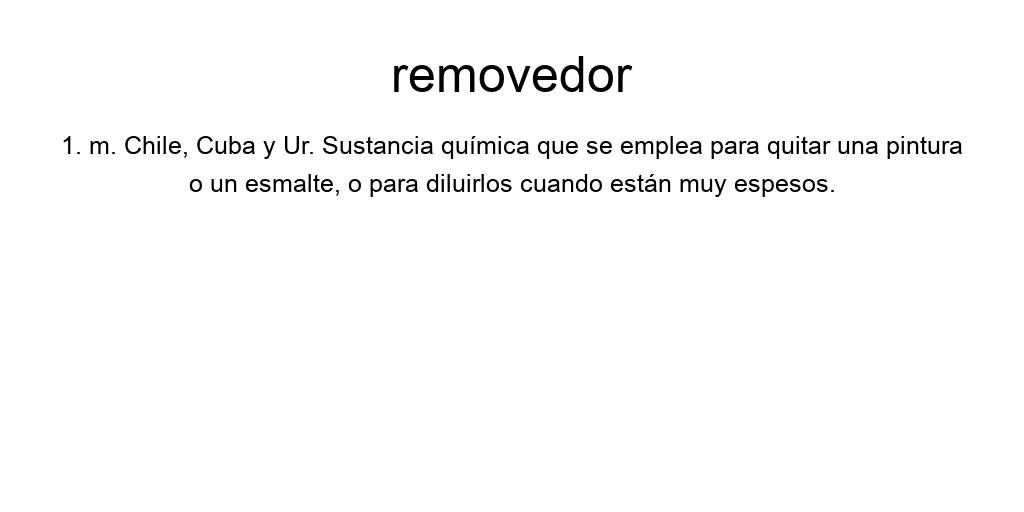 removedor
1. m. Chile, Cuba y Ur. Sustancia química que se emplea para quitar una pintura
o un esmalte, o para diluirlos cuando están muy espesos.